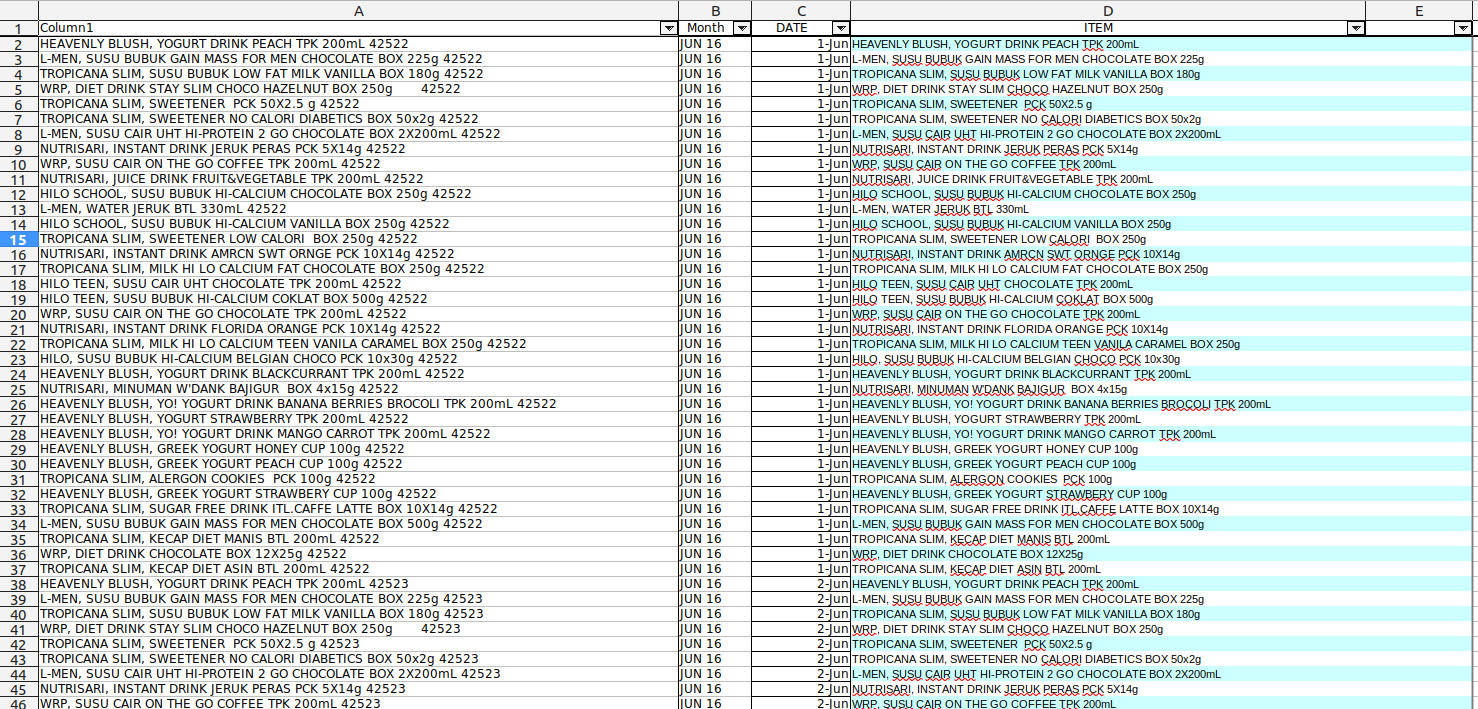 A B C D E
1 Column1 Month DATE ITEM
2 HEAVENLY BLUSH, YOGURT DRINK PEACH TPK 200mL 42522 JUN 16 1-Jun HEAVENLY BLUSH, YOGURT DRINK PEACH TPK 200mL
3 L-MEN, SUSU BUBUK GAIN MASS FOR MEN CHOCOLATE BOX 225g 42522 JUN 16 1-Jun L-MEN, SUSU BUBUK GAIN MASS FOR MEN CHOCOLATE BOX 225g
4 TROPICANA SLIM, SUSU BUBUK LOW FAT MILK VANILLA BOX 180g 42522 JUN 16 1-Jun TROPICANA SLIM, SUSU BUBUK LOW FAT MILK VANILLA BOX 180g
5 WRP, DIET DRINK STAY SLIM CHOCO HAZELNUT BOX 250g 42522 JUN 16 1-Jun WRP, DIET DRINK STAY SLIM CHOCO HAZELNUT BOX 250g
6 TROPICANA SLIM, SWEETENER PCK 50X2.5 g 42522 JUN 16 1-Jun TROPICANA SLIM, SWEETENER PCK 50X2.5 g
7 TROPICANA SLIM, SWEETENER NO CALORI DIABETICS BOX 50x2g 42522 JUN 16 1-Jun TROPICANA SLIM, SWEETENER NO CALORI DIABETICS BOX 50x2g
8 L-MEN, SUSU CAIR UHT HI-PROTEIN 2 GO CHOCOLATE BOX 2X200mL 42522 JUN 16 1-Jun L-MEN, SUSU CAIR UHT HI-PROTEIN 2 GO CHOCOLATE BOX 2X200mL
9 NUTRISARI, INSTANT DRINK JERUK PERAS PCK 5X14g 42522 JUN 16 1-Jun NUTRISARI, INSTANT DRINK JERUK PERAS PCK 5X14g
10 WRP, SUSU CAIR ON THE GO COFFEE TPK 200mL 42522 JUN 16 1-Jun WRP, SUSU CAIR ON THE GO COFFEE TPK 200mL
11 NUTRISARI, JUICE DRINK FRUIT&VEGETABLE TPK 200mL 42522 JUN 16 1-Jun NUTRISARI, JUICE DRINK FRUIT&VEGETABLE TPK 200mL
12 HILO SCHOOL, SUSU BUBUK HI-CALCIUM CHOCOLATE BOX 250g 42522 JUN 16 1-Jun HILO SCHOOL, SUSU BUBUK HI-CALCIUM CHOCOLATE BOX 250g
13 L-MEN, WATER JERUK BTL 330mL 42522 JUN 16 1-Jun L-MEN, WATER JERUK BTL 330mL
14 HILO SCHOOL, SUSU BUBUK HI-CALCIUM VANILLA BOX 250g 42522 JUN 16 1-Jun HILO SCHOOL, SUSU BUBUK HI-CALCIUM VANILLA BOX 250g
15 TROPICANA SLIM, SWEETENER LOW CALORI BOX 250g 42522 JUN 16 1-Jun TROPICANA SLIM, SWEETENER LOW CALORI BOX 250g
16 NUTRISARI, INSTANT DRINK AMRCN SWT ORNGE PCK 10X14g 42522 JUN 16 1-Jun NUTRISARI, INSTANT DRINK AMRCN SWT ORNGE PCK 10X14g
17 TROPICANA SLIM, MILK HI LO CALCIUM FAT CHOCOLATE BOX 250g 42522 JUN 16 1-Jun TROPICANA SLIM, MILK HI LO CALCIUM FAT CHOCOLATE BOX 250g
18 HILO TEEN, SUSU CAIR UHT CHOCOLATE TPK 200mL 42522 JUN 16 1-Jun HILO TEEN, SUSU CAIR UHT CHOCOLATE TPK 200mL
19 HILO TEEN, SUSU BUBUK HI-CALCIUM COKLAT BOX 500g 42522 JUN 16 1-Jun HILO TEEN, SUSU BUBUK HI-CALCIUM COKLAT BOX 500g
20 WRP, SUSU CAIR ON THE GO CHOCOLATE TPK 200mL 42522 JUN 16 1-Jun WRP, SUSU CAIR ON THE GO CHOCOLATE TPK 200mL
21 NUTRISARI, INSTANT DRINK FLORIDA ORANGE PCK 10X14g 42522 JUN 16 1-Jun NUTRISARI, INSTANT DRINK FLORIDA ORANGE PCK 10X14g
22 TROPICANA SLIM, MILK HI LO CALCIUM TEEN VANILA CARAMEL BOX 250g 42522 JUN 16 1-Jun TROPICANA SLIM, MILK HI LO CALCIUM TEEN VANILA CARAMEL BOX 250g
23 HILO, SUSU BUBUK HI-CALCIUM BELGIAN CHOCO PCK 10x30g 42522 JUN 16 1-Jun HILO, SUSU BUBUK HI-CALCIUM BELGIAN CHOCO PCK 10x30g
24 HEAVENLY BLUSH, YOGURT DRINK BLACKCURRANT TPK 200mL 42522 JUN 16 1-Jun HEAVENLY BLUSH, YOGURT DRINK BLACKCURRANT TPK 200mL
25 NUTRISARI, MINUMAN W'DANK BAJIGUR BOX 4x15g 42522 JUN 16 1-Jun NUTRISARI, MINUMAN W'DANK BAJIGUR BOX 4x15g
26 HEAVENLY BLUSH, YO! YOGURT DRINK BANANA BERRIES BROCOLI TPK 200mL 42522 JUN 16 1-Jun HEAVENLY BLUSH, YO! YOGURT DRINK BANANA BERRIES BROCOLI TPK 200mL
27 HEAVENLY BLUSH, YOGURT STRAWBERRY TPK 200mL 42522 JUN 16 1-Jun HEAVENLY BLUSH, YOGURT STRAWBERRY TPK 200mL
28 HEAVENLY BLUSH, YO! YOGURT DRINK MANGO CARROT TPK 200mL 42522 JUN 16 1-Jun HEAVENLY BLUSH, YO! YOGURT DRINK MANGO CARROT TPK 200mL
29 HEAVENLY BLUSH, GREEK YOGURT HONEY CUP 100g 42522 JUN 16 1-Jun HEAVENLY BLUSH, GREEK YOGURT HONEY CUP 100g
30 HEAVENLY BLUSH, GREEK YOGURT PEACH CUP 100g 42522 JUN 16 1-Jun HEAVENLY BLUSH, GREEK YOGURT PEACH CUP 100g
31 TROPICANA SLIM, ALERGON COOKIES PCK 100g 42522 JUN 16 1-Jun TROPICANA SLIM, ALERGON COOKIES PCK 100g
32 HEAVENLY BLUSH, GREEK YOGURT STRAWBERY CUP 100g 42522 JUN 16 1-Jun HEAVENLY BLUSH, GREEK YOGURT STRAWBERY CUP 100g
33 TROPICANA SLIM, SUGAR FREE DRINK ITL.CAFFE LATTE BOX 10X14g 42522 JUN 16 1-Jun TROPICANA SLIM, SUGAR FREE DRINK ITL.CAFFE LATTE BOX 10X14g
34 L-MEN, SUSU BUBUK GAIN MASS FOR MEN CHOCOLATE BOX 500g 42522 JUN 16 1-Jun L-MEN, SUSU BUBUK GAIN MASS FOR MEN CHOCOLATE BOX 500g
35 TROPICANA SLIM, KECAP DIET MANIS BTL 200mL 42522 JUN 16 1-Jun TROPICANA SLIM, KECAP DIET MANIS BTL 200mL
36 WRP, DIET DRINK CHOCOLATE BOX 12X25g 42522 JUN 16 1-Jun WRP, DIET DRINK CHOCOLATE BOX 12X25g
37 TROPICANA SLIM, KECAP DIET ASIN BTL 200mL 42522 JUN 16 1-Jun TROPICANA SLIM, KECAP DIET ASIN BTL 200mL
38 HEAVENLY BLUSH, YOGURT DRINK PEACH TPK 200mL 42523 JUN 16 2-Jun HEAVENLY BLUSH, YOGURT DRINK PEACH TPK 200mL
39 L-MEN, SUSU BUBUK GAIN MASS FOR MEN CHOCOLATE BOX 225g 42523 JUN 16 2-Jun L-MEN, SUSU BUBUK GAIN MASS FOR MEN CHOCOLATE BOX 225g
40 TROPICANA SLIM, SUSU BUBUK LOW FAT MILK VANILLA BOX 180g 42523 JUN 16 2-Jun TROPICANA SLIM, SUSU BUBUK LOW FAT MILK VANILLA BOX 180g
41 WRP, DIET DRINK STAY SLIM CHOCO HAZELNUT BOX 250g 42523 JUN 16 2-Jun WRP, DIET DRINK STAY SLIM CHOCO HAZELNUT BOX 250g
42 TROPICANA SLIM, SWEETENER PCK 50X2.5 g 42523 JUN 16 2-Jun TROPICANA SLIM, SWEETENER PCK 50X2.5 g
43 TROPICANA SLIM, SWEETENER NO CALORI DIABETICS BOX 50x2g 42523 JUN 16 2-Jun TROPICANA SLIM, SWEETENER NO CALORI DIABETICS BOX 50x2g
44 L-MEN, SUSU CAIR UHT HI-PROTEIN 2 GO CHOCOLATE BOX 2X200mL 42523 JUN 16 2-Jun L-MEN, SUSU CAIR UHT HI-PROTEIN 2 GO CHOCOLATE BOX 2X200mL
45 NUTRISARI, INSTANT DRINK JERUK PERAS PCK 5X14g 42523 JUN 16 2-Jun NUTRISARI, INSTANT DRINK JERUK PERAS PCK 5X14g
46 WRP, SUSU CAIR ON THE GO COFFEE TPK 200mL 42523 JUN 16 2-Jun WRP, SUSU CAIR ON THE GO COFFEE TPK 200mL